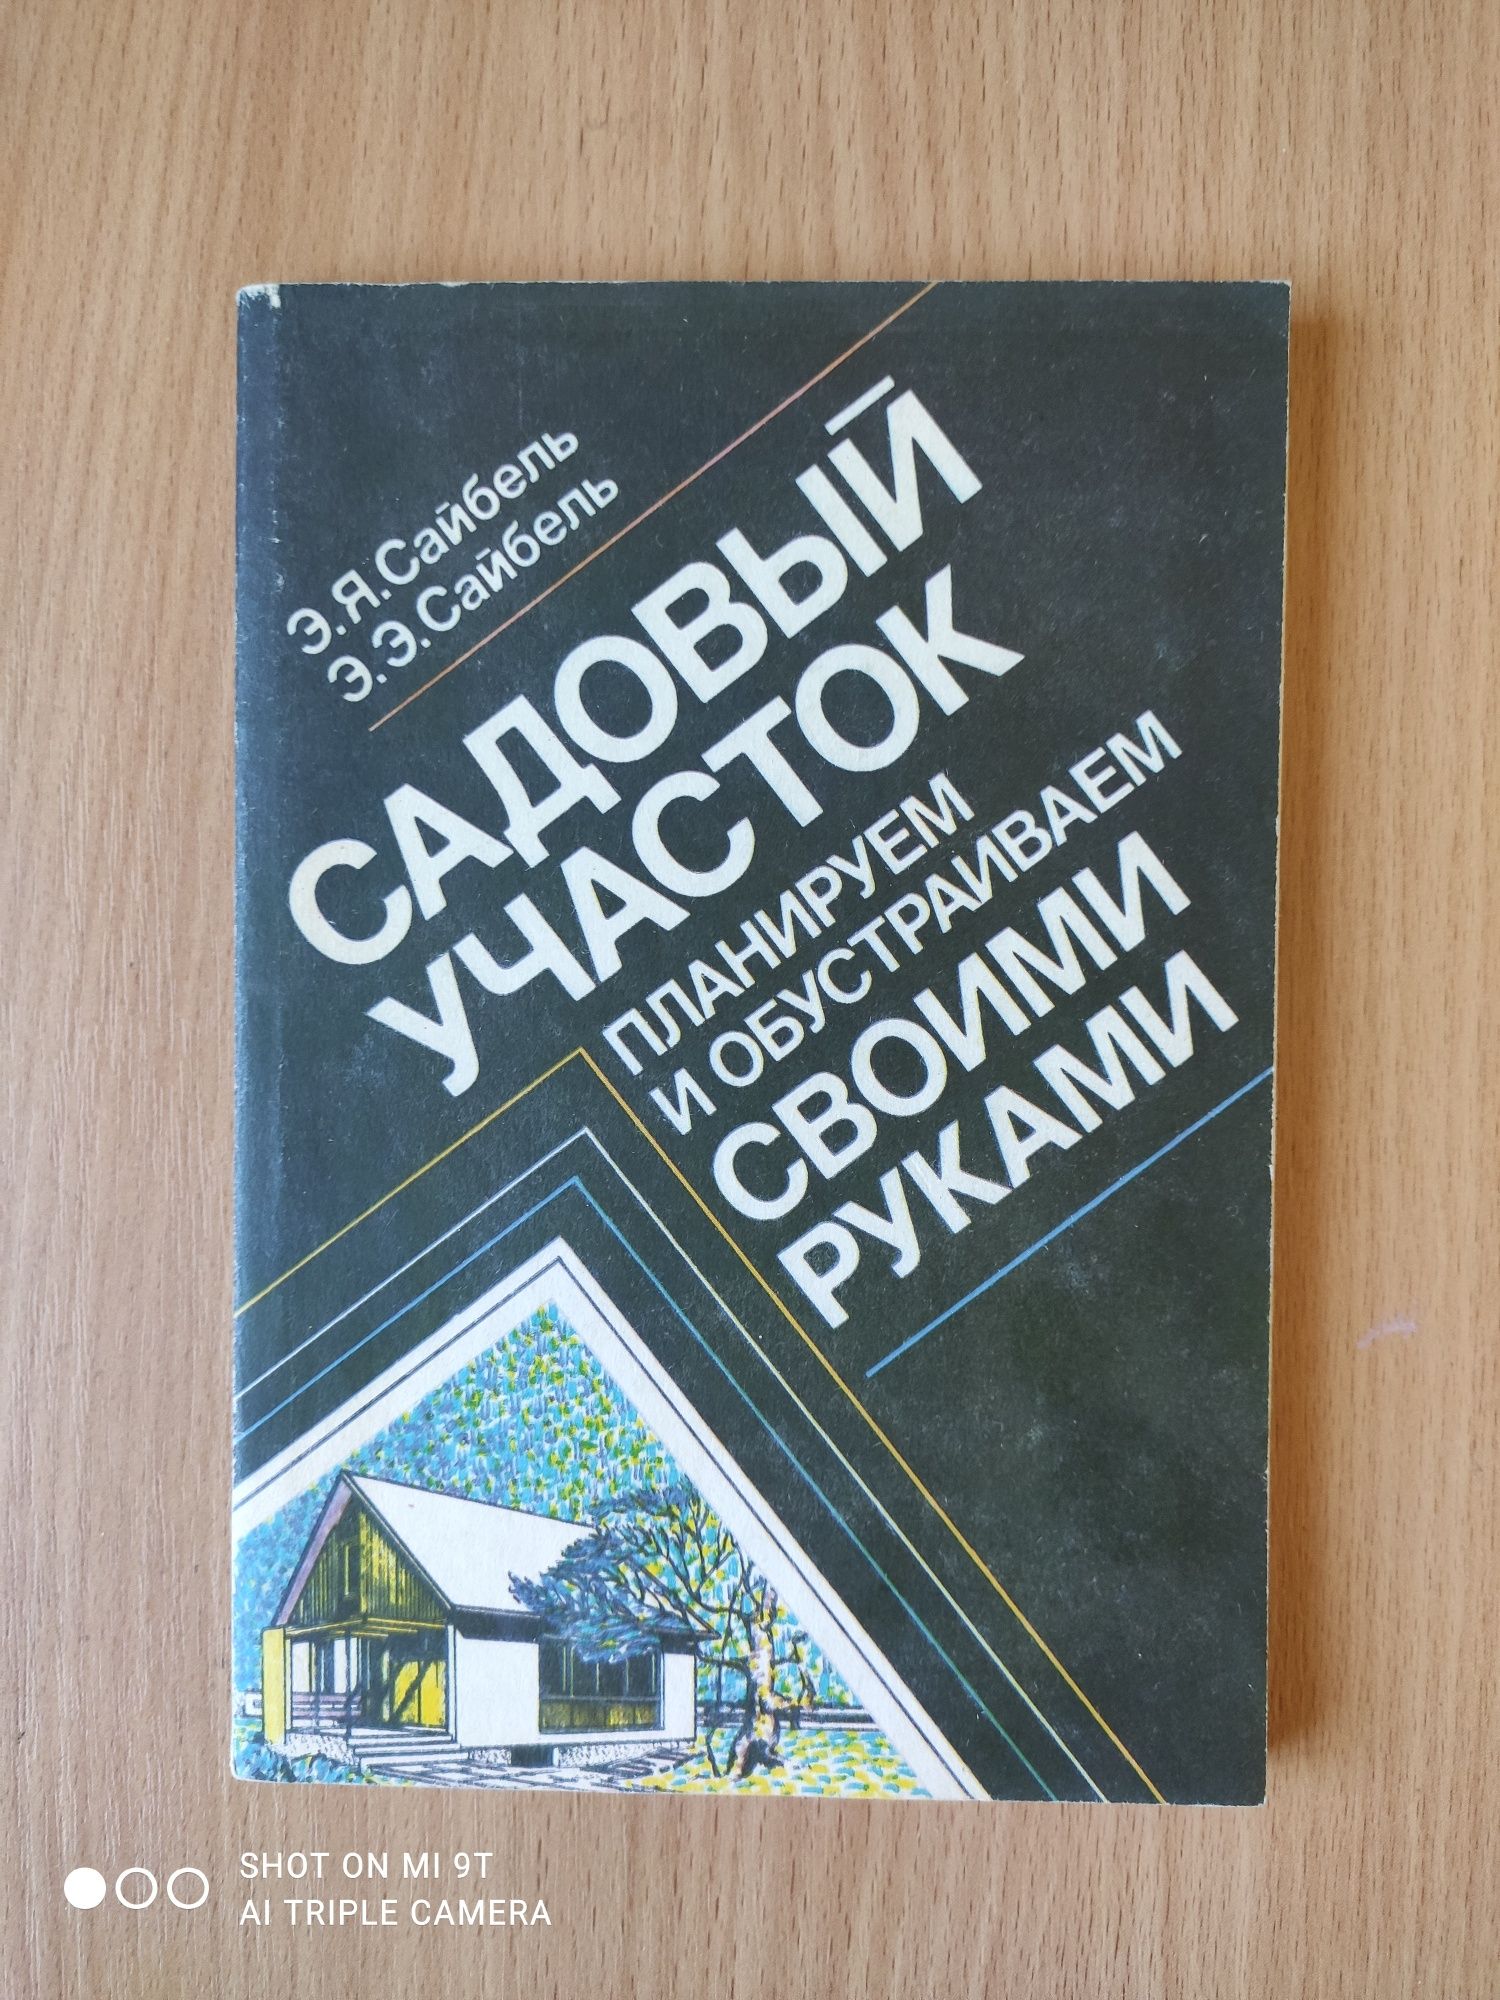 Э.Я.Сайбель
Э.Э.Сайбель
САДОВЫЙ
УЧАСТОК
ПЛАНИРУЕМ
И ОБУСТРАИВАЕМ
СВОИМИ
РУКАМИ
SHOT ON MI 9T
AI TRIPLE CAMERA